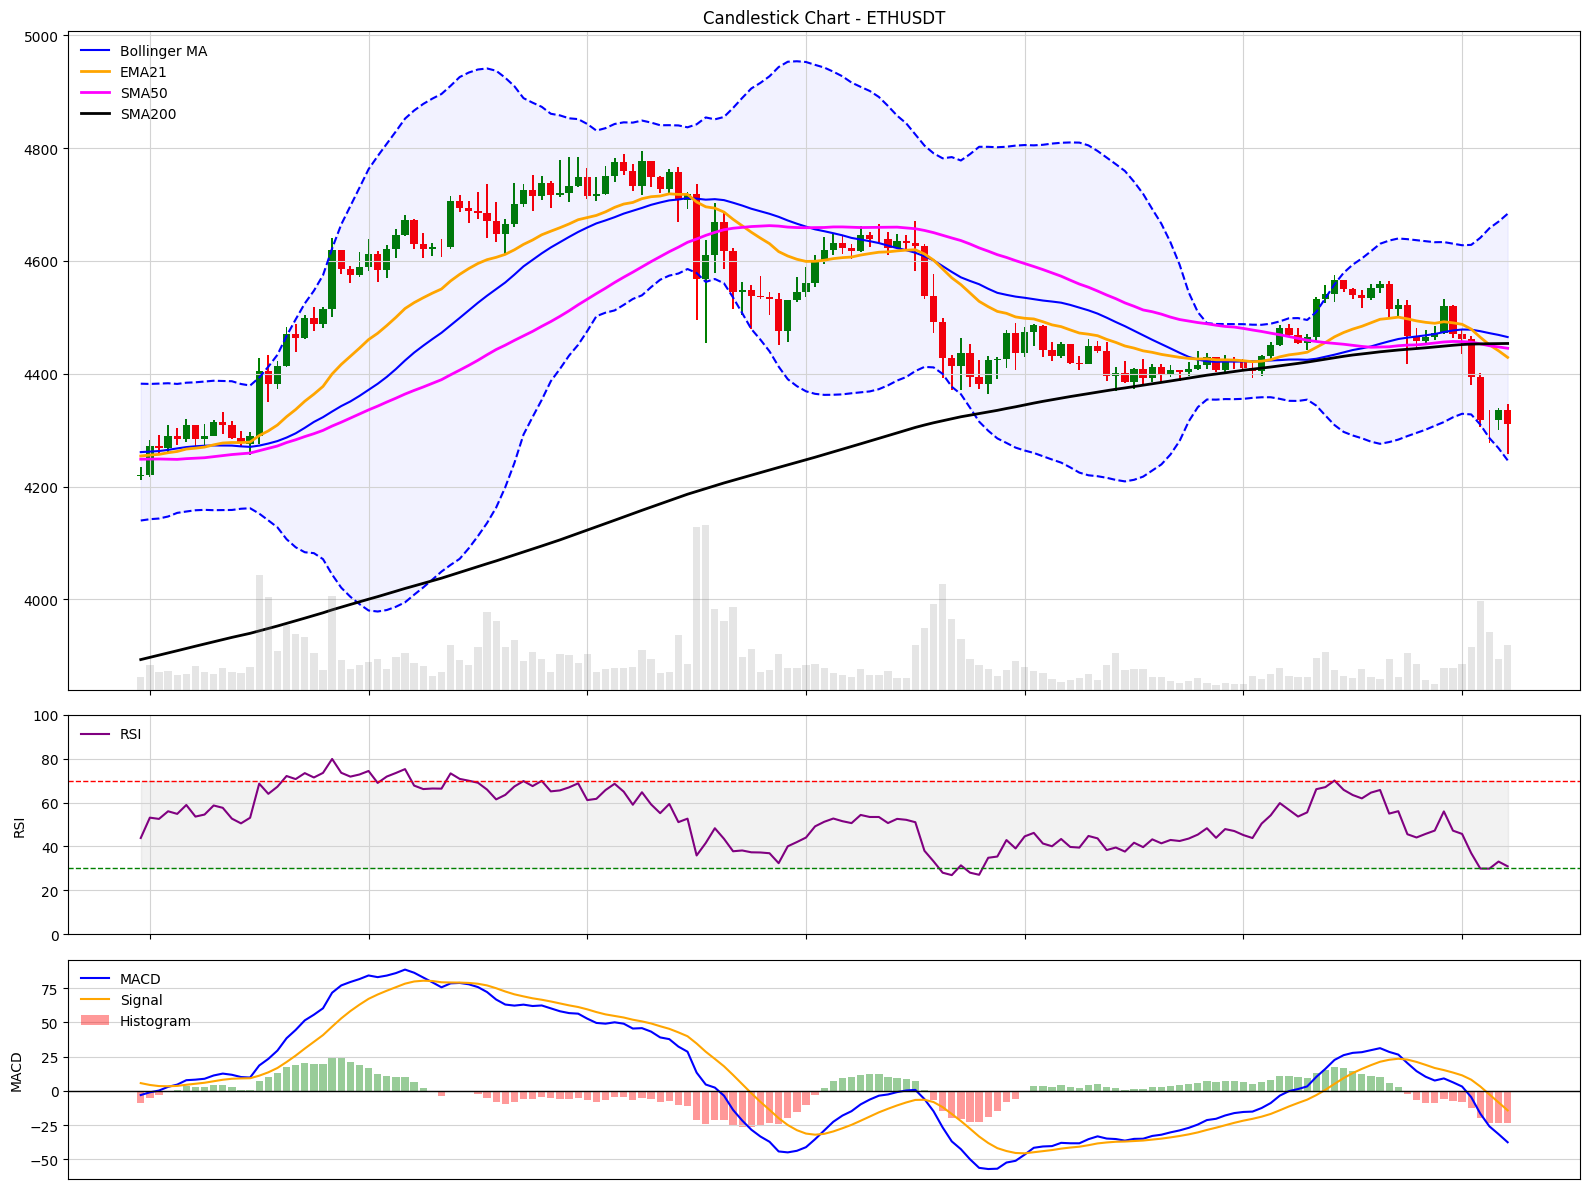 Candlestick Chart - ETHUSDT
5000
4800
4600
4400
4200
4000
Bollinger MA
EMA21
SMA50
SMA200
100
80
60
40
20
0
RSI
RSI
75
50
25
0
−25
−50
MACD
MACD
Signal
Histogram